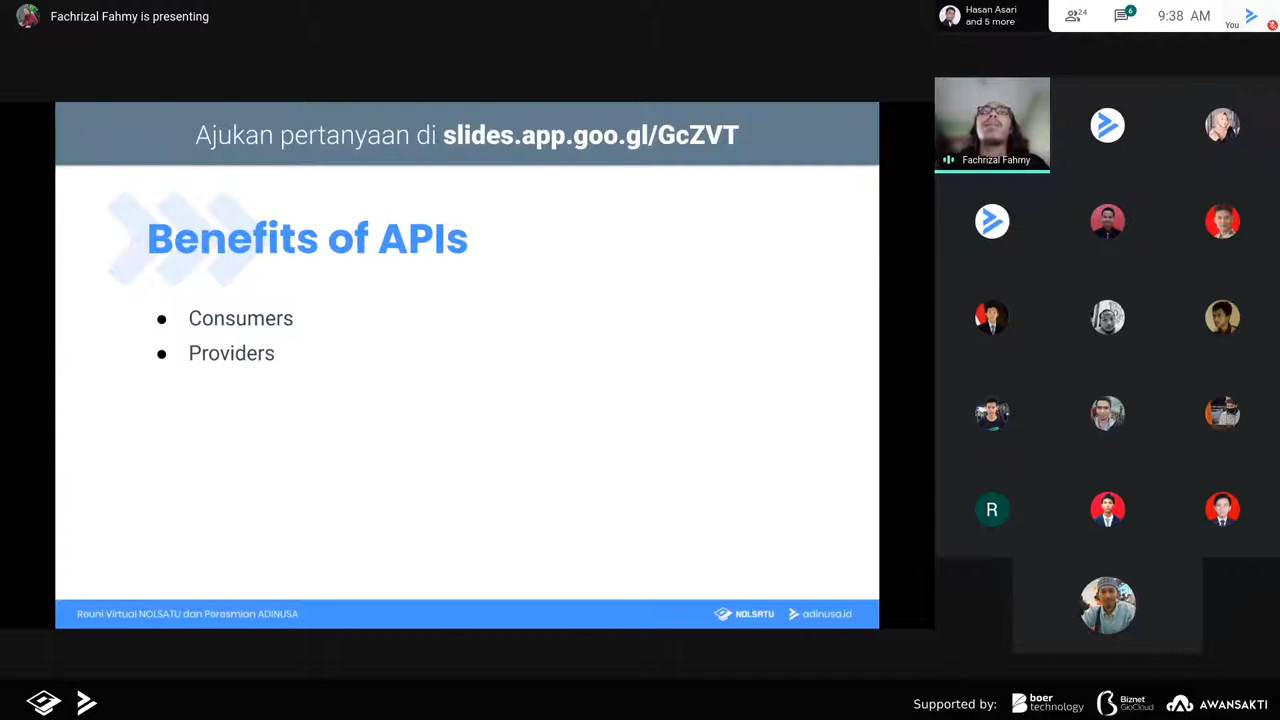 Fachrizal Fahmy is presenting
Hasan Asari
and 5 more
24
6
9:38 AM
You
Ajukan pertanyaan di slides.app.goo.gl/GcZVT
Benefits of APIs
● Consumers
● Providers
Fachrizal Fahmy
R
Reuni Virtual NOLSATU dan Peresmian ADINUSA
NOLSATU
adinusa.id
Supported by:
boer
technology
Biznet
GioCloud
AWANSAKTI